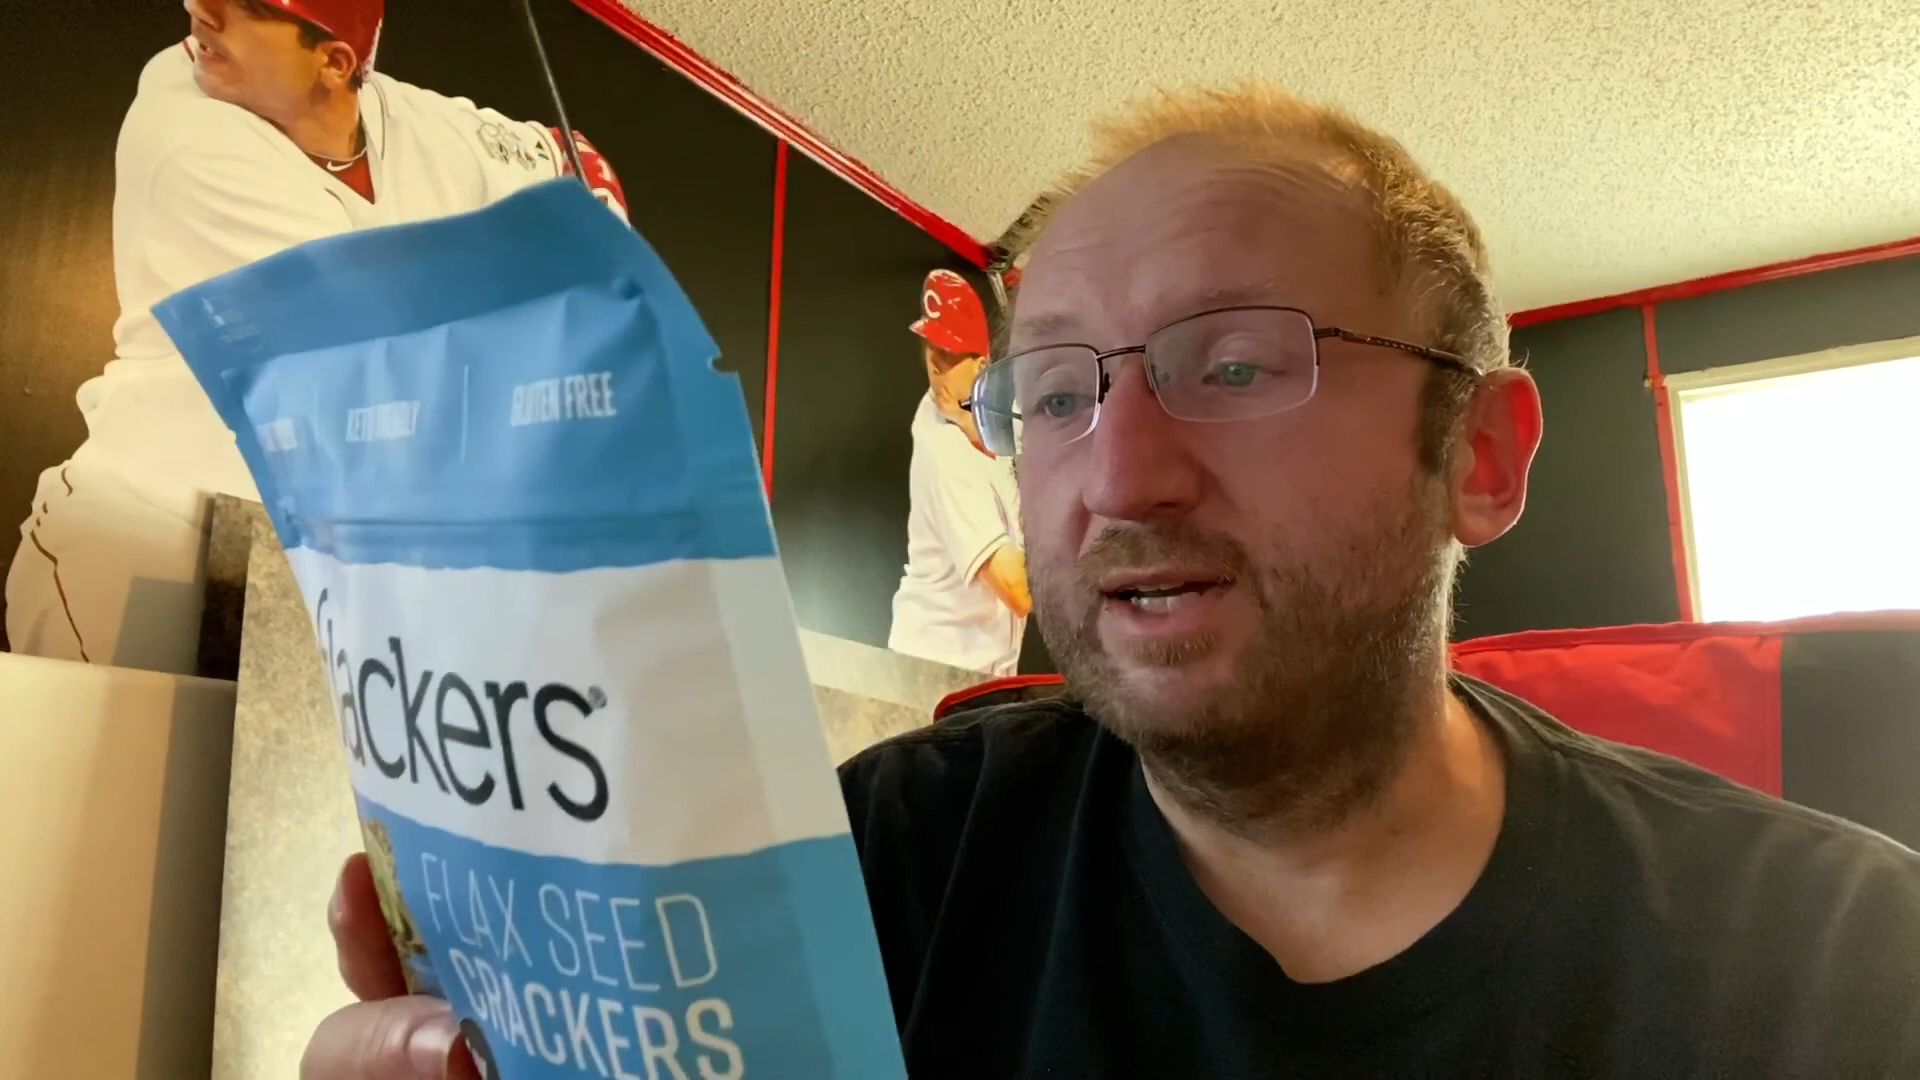 C
KETO FRIENDLY
GLUTEN FREE
flackers®
FLAX SEED
CRACKERS